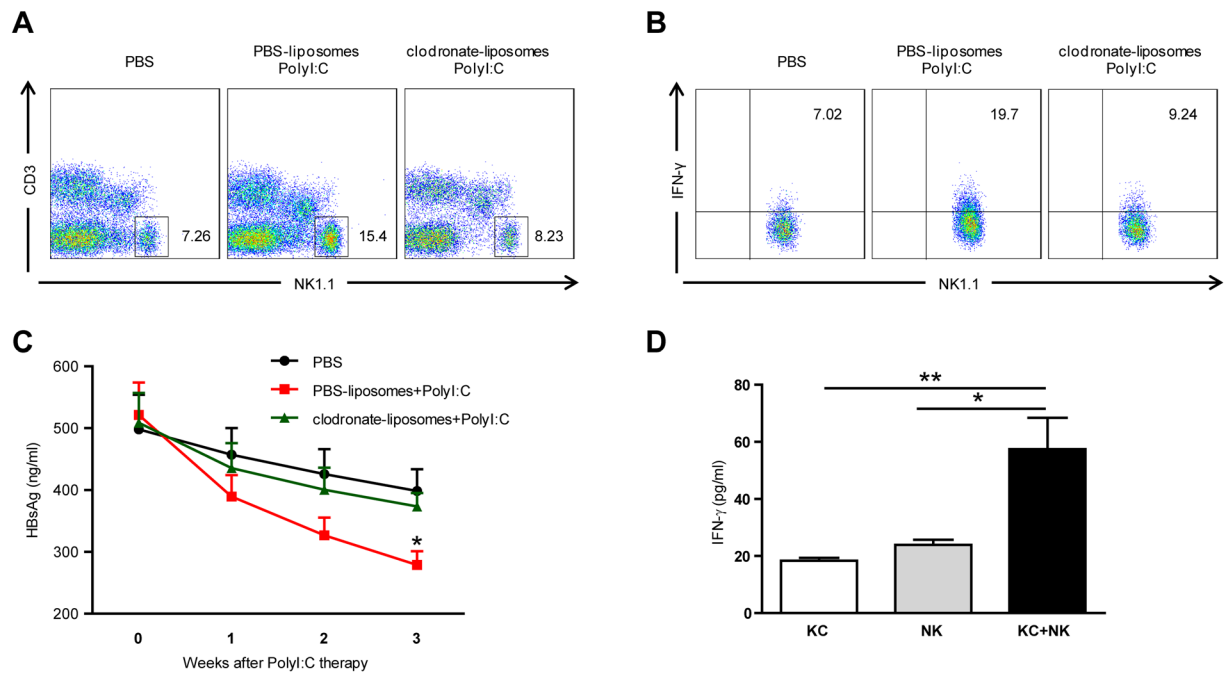 A
PBS
PBS-liposomes
PolyI:C
clodronate-liposomes
PolyI:C
CD3
7.26
15.4
8.23
NK1.1
B
PBS
PBS-liposomes
PolyI:C
clodronate-liposomes
PolyI:C
IFN-γ
7.02
19.7
9.24
NK1.1
C
PBS
PBS-liposomes+PolyI:C
clodronate-liposomes+PolyI:C
HBsAg (ng/ml)
600
500
400
300
200
*
0 1 2 3
Weeks after PolyI:C therapy
D
**
*
IFN-γ (pg/ml)
80
60
40
20
0
KC NK KC+NK